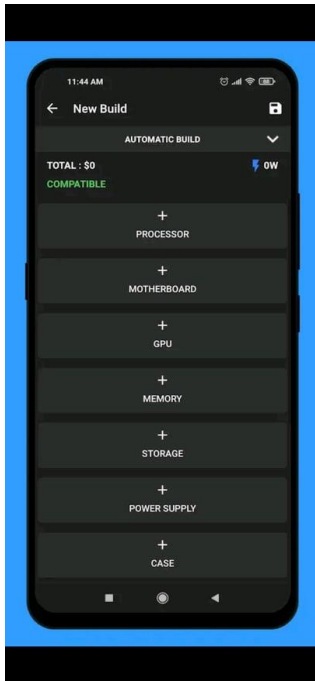 11:44 AM
New Build
AUTOMATIC BUILD
TOTAL : $0
0W
COMPATIBLE
+
PROCESSOR
+
MOTHERBOARD
+
GPU
+
MEMORY
+
STORAGE
+
POWER SUPPLY
+
CASE